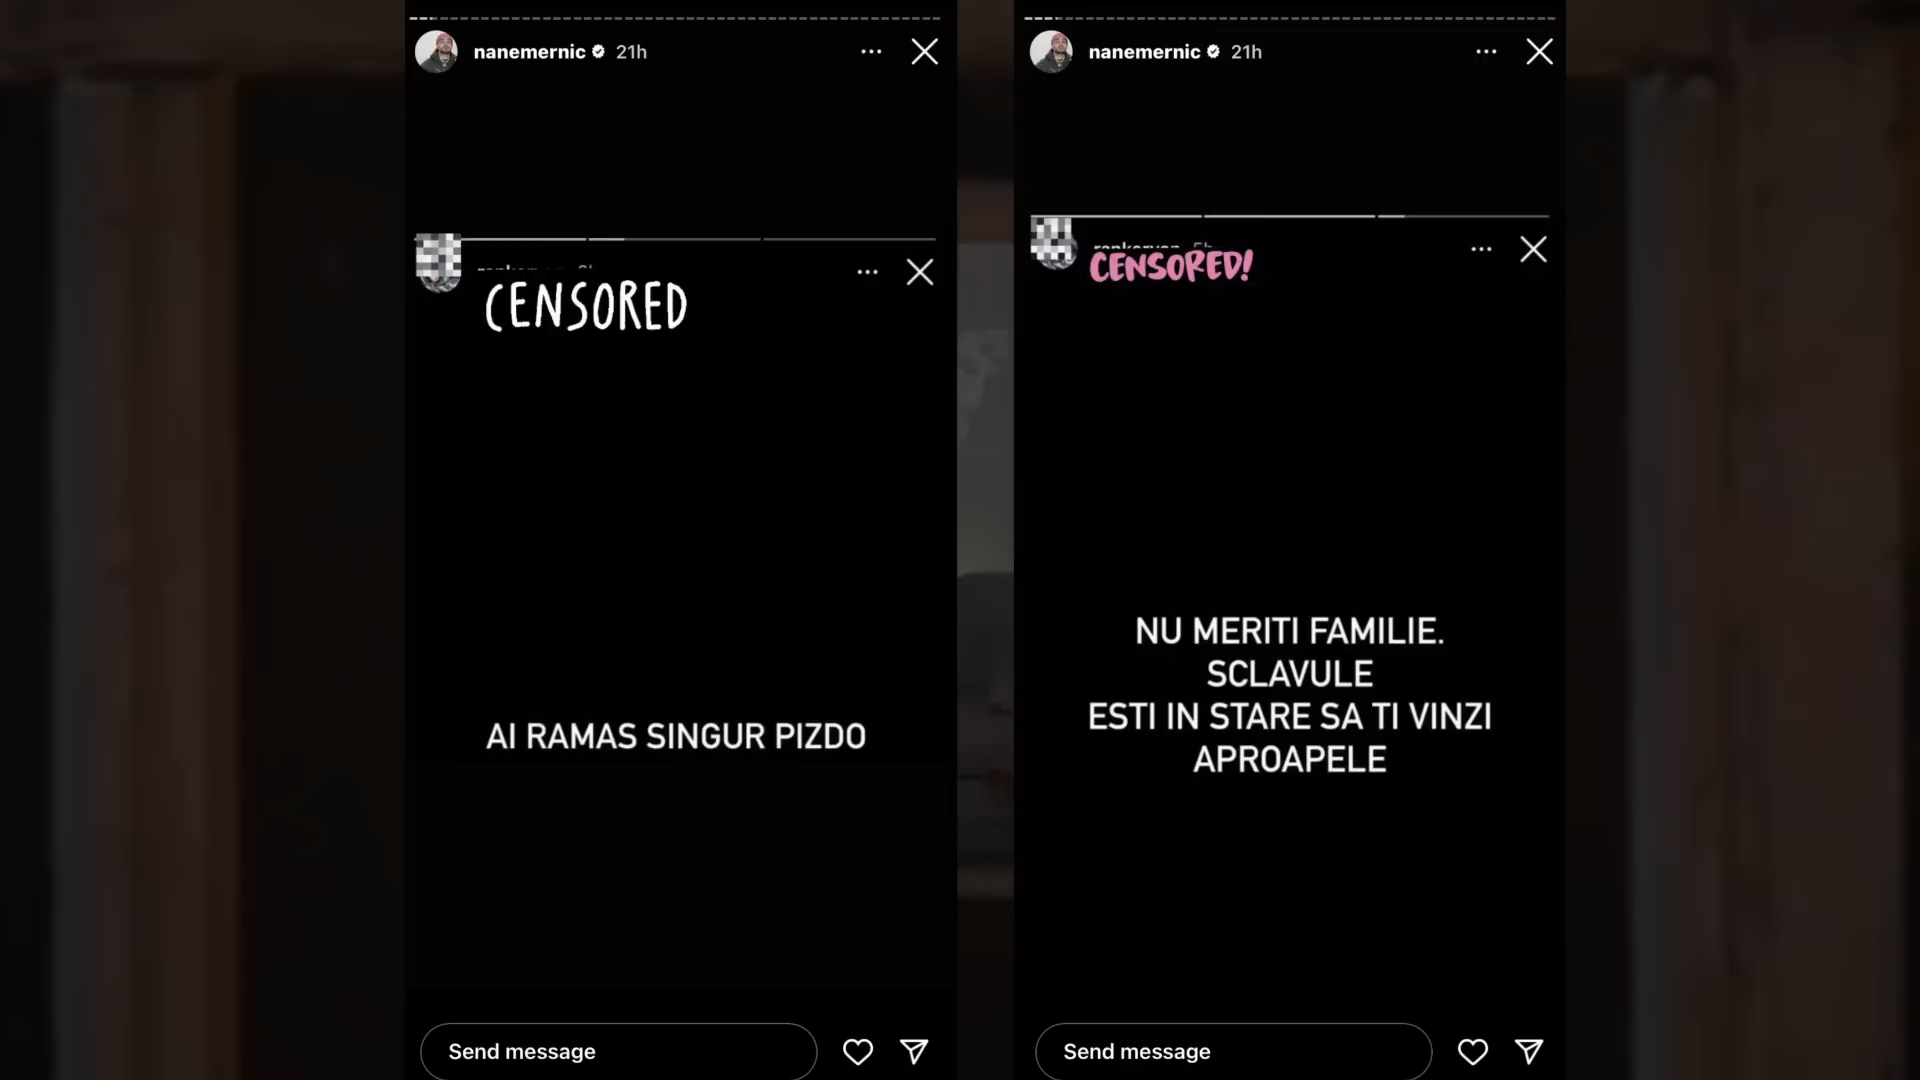 nanemernic 21h
CENSORED
AI RAMAS SINGUR PIZDO
Send message
nanemernic 21h
CENSORED!
NU MERITI FAMILIE.
SCLAVULE
ESTI IN STARE SA TI VINZI
APROAPELE
Send message